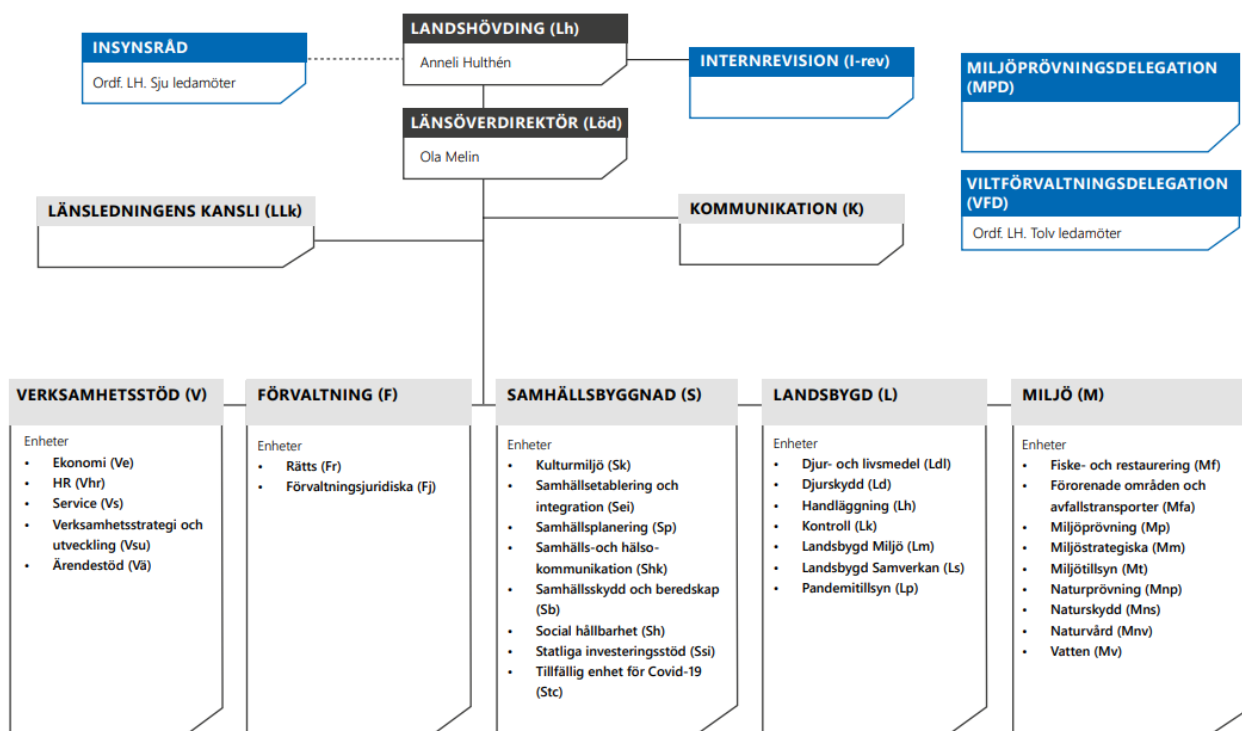 LANDSHÖVDING (Lh)
Anneli Hulthén
INSYNSRÅD
Ordf. LH. Sju ledamöter
INTERNREVISION (I-rev)
MILJÖPRÖVNINGSDELEGATION
(MPD)
LÄNSÖVERDIREKTÖR (Löd)
Ola Melin
VILTFÖRVALTNINGSDELEGATION
(VFD)
Ordf. LH. Tolv ledamöter
LÄNSLEDNINGENS KANSLI (LLk)
KOMMUNIKATION (K)
VERKSAMHETSSTÖD (V)
Enheter
• Ekonomi (Ve)
• HR (Vhr)
• Service (Vs)
• Verksamhetsstrategi och
utveckling (Vsu)
• Ärendestöd (Vä)
FÖRVALTNING (F)
Enheter
• Rätts (Fr)
• Förvaltningsjuridiska (Fj)
SAMHÄLLSBYGGNAD (S)
Enheter
• Kulturmiljö (Sk)
• Samhällsetablering och
integration (Sei)
• Samhällsplanering (Sp)
• Samhälls-och hälso-
kommunikation (Shk)
• Samhällsskydd och beredskap
(Sb)
• Social hållbarhet (Sh)
• Statliga investeringsstöd (Ssi)
• Tillfällig enhet för Covid-19
(Stc)
LANDSBYGD (L)
Enheter
• Djur- och livsmedel (Ldl)
• Djurskydd (Ld)
• Handläggning (Lh)
• Kontroll (Lk)
• Landsbygd Miljö (Lm)
• Landsbygd Samverkan (Ls)
• Pandemitillsyn (Lp)
MILJÖ (M)
Enheter
• Fiske- och restaurering (Mf)
• Förorenade områden och
avfallstransporter (Mfa)
• Miljöprövning (Mp)
• Miljöstrategiska (Mm)
• Miljötillsyn (Mt)
• Naturprövning (Mnp)
• Naturskydd (Mns)
• Naturvård (Mnv)
• Vatten (Mv)